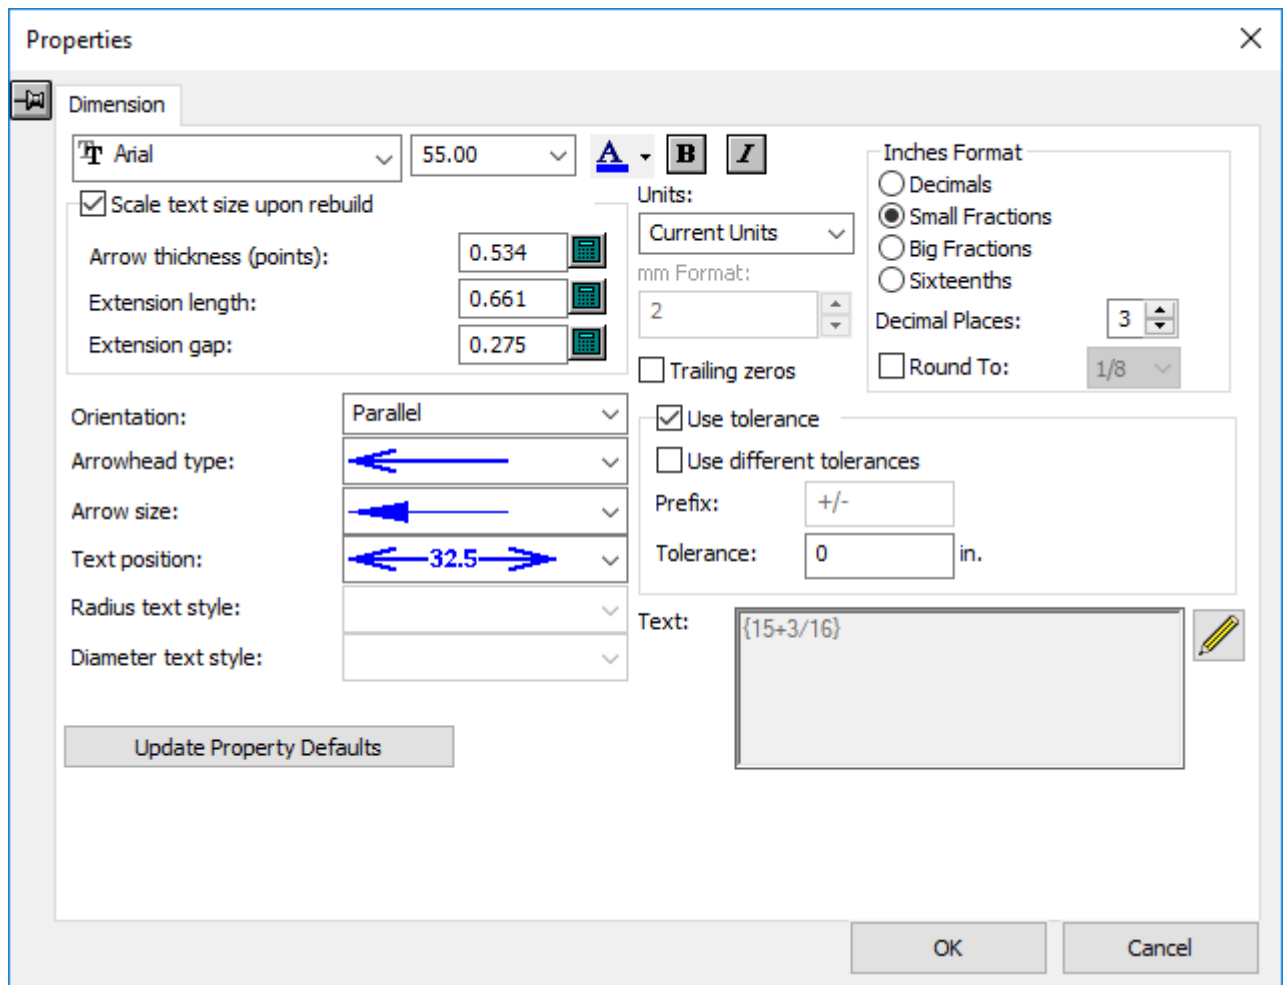 Properties
Dimension
Arial
55.00
A
B
I
Scale text size upon rebuild
Arrow thickness (points):
0.534
Extension length:
0.661
Extension gap:
0.275
Units:
Current Units
mm Format:
2
Trailing zeros
Inches Format
Decimals
Small Fractions
Big Fractions
Sixteenths
Decimal Places:
3
Round To:
1/8
Orientation:
Parallel
Arrowhead type:
Arrow size:
Text position:
32.5
Radius text style:
Diameter text style:
Use tolerance
Use different tolerances
Prefix:
+/-
Tolerance:
0
in.
Text:
{15+3/16}
Update Property Defaults
OK
Cancel